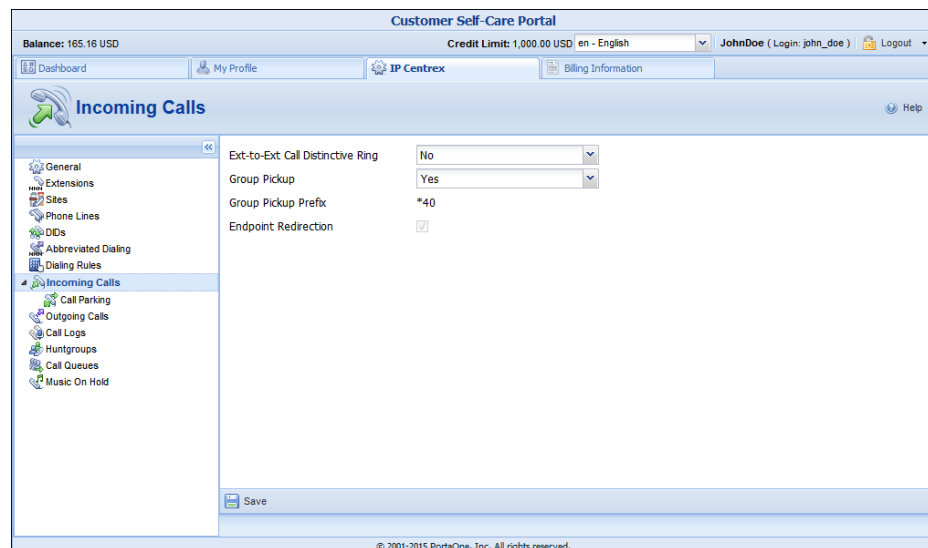 Customer Self-Care Portal
Balance: 165.16 USD Credit Limit: 1,000.00 USD en - English JohnDoe ( Login: john_doe ) Logout
Dashboard My Profile IP Centrex Billing Information
Incoming Calls Help
General
Extensions
Sites
Phone Lines
DIDs
Abbreviated Dialing
Dialing Rules
Incoming Calls
Call Parking
Outgoing Calls
Call Logs
Huntgroups
Call Queues
Music On Hold
Ext-to-Ext Call Distinctive Ring No
Group Pickup Yes
Group Pickup Prefix *40
Endpoint Redirection
Save
© 2001-2015 PortaOne, Inc. All rights reserved.